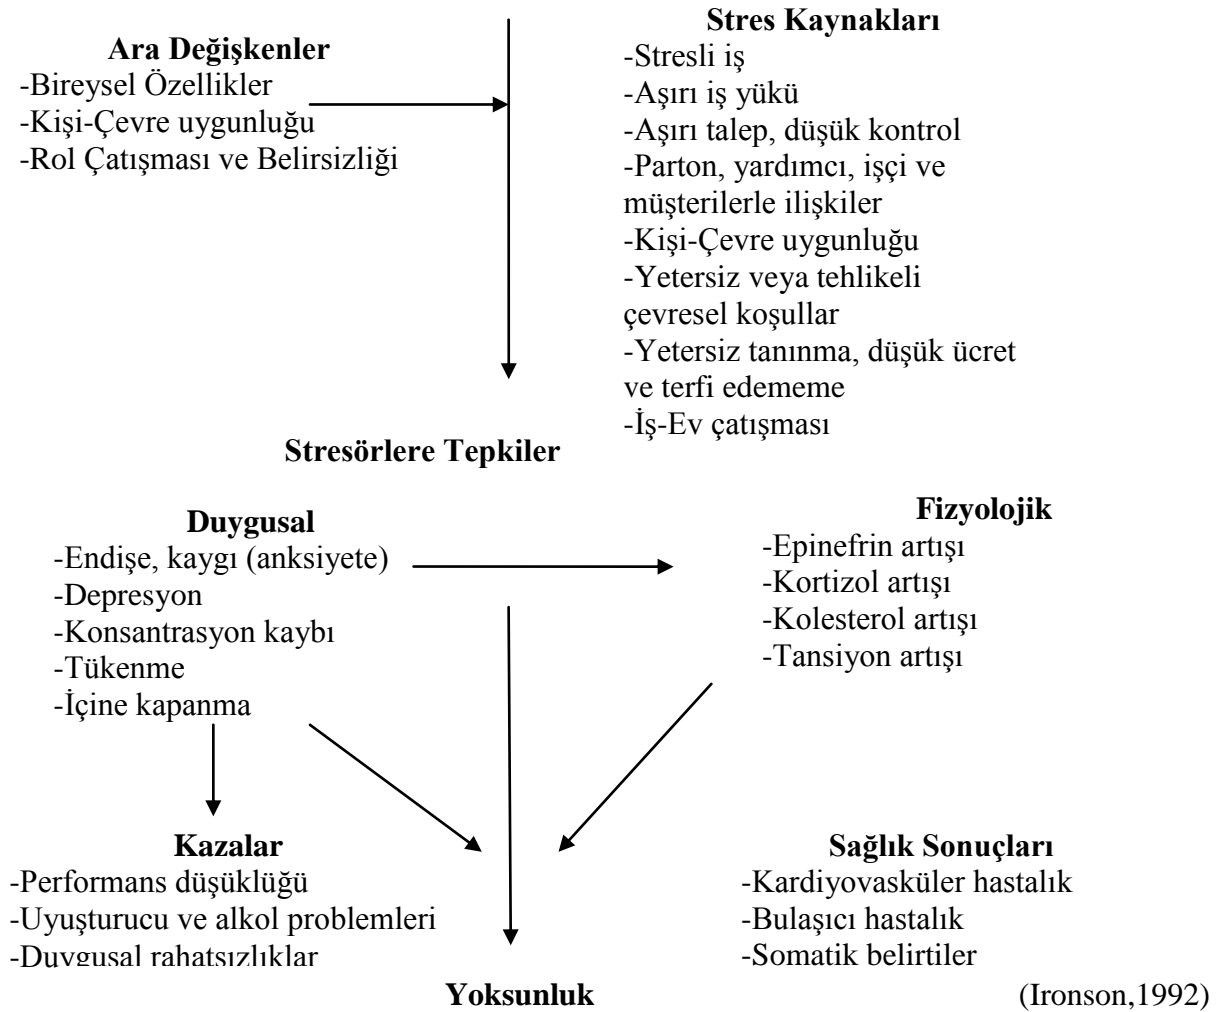 Ara Değişkenler
-Bireysel Özellikler
-Kişi-Çevre uygunluğu
-Rol Çatışması ve Belirsizliği
Stres Kaynakları
-Stresli iş
-Aşırı iş yükü
-Aşırı talep, düşük kontrol
-Parton, yardımcı, işçi ve
müşterilerle ilişkiler
-Kişi-Çevre uygunluğu
-Yetersiz veya tehlikeli
çevresel koşullar
-Yetersiz tanınma, düşük ücret
ve terfi edememe
-İş-Ev çatışması
Stresörlere Tepkiler
Duygusal
-Endişe, kaygı (anksiyete)
-Depresyon
-Konsantrasyon kaybı
-Tükenme
-İçine kapanma
Fizyolojik
-Epinefrin artışı
-Kortizol artışı
-Kolesterol artışı
-Tansiyon artışı
Kazalar
-Performans düşüklüğü
-Uyuşturucu ve alkol problemleri
-Duygusal rahatsızlıklar
Sağlık Sonuçları
-Kardiyovasküler hastalık
-Bulaşıcı hastalık
-Somatik belirtiler
Yoksunluk
(Ironson,1992)